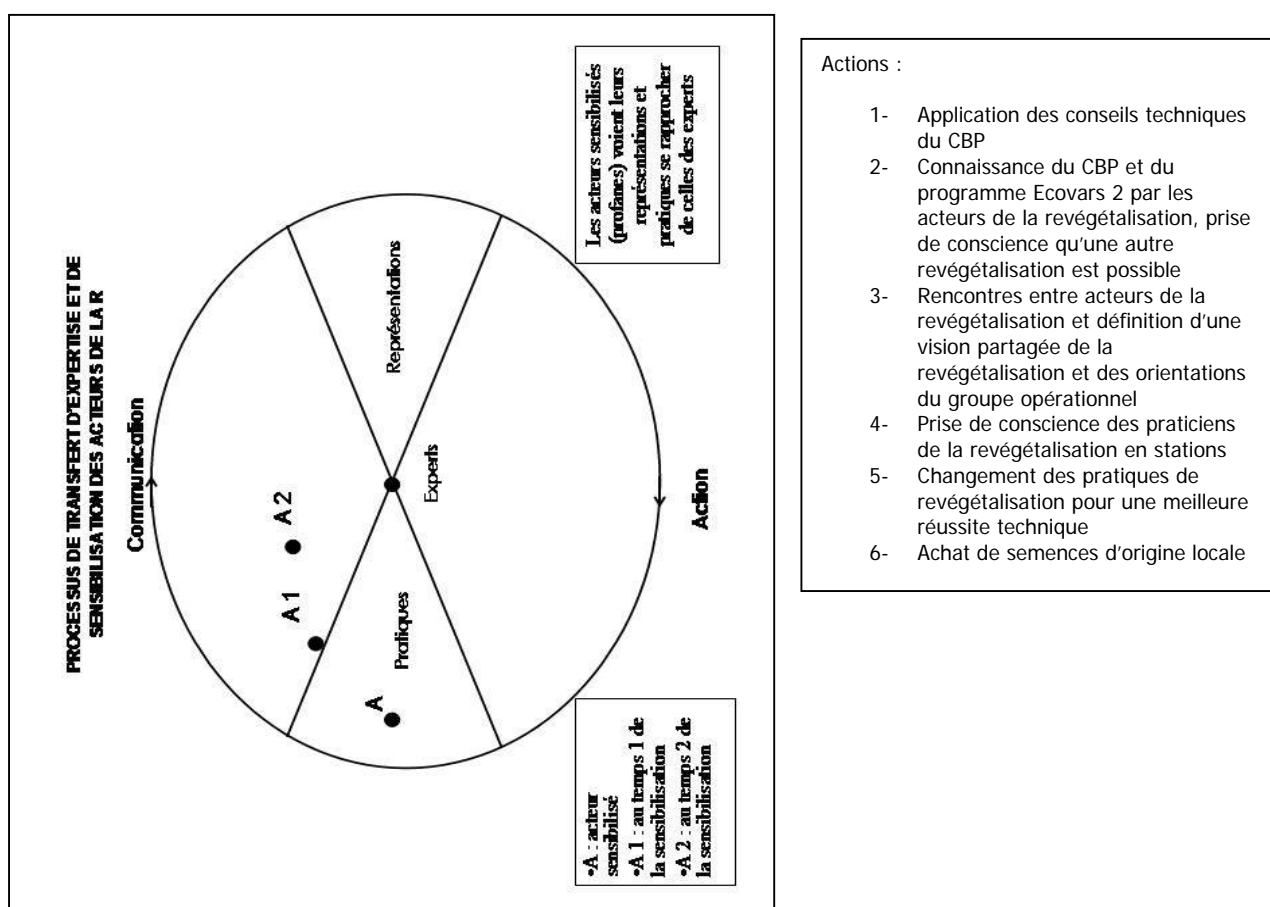 PROCESSUS DE TRANSFERT D'EXPERTISE ET DE
SENSIBILISATION DES ACTEURS DE LA R
Communication
A
A 1
A 2
Pratiques
Experts
Représentations
Action
•A : acteur
sensibilisé
•A 1 : au temps 1 de
la sensibilisation
•A 2 : au temps 2 de
la sensibilisation
Les acteurs sensibilisés
(profanes) voient leurs
représentations et
pratiques se rapprocher
de celles des experts
Actions :
1- Application des conseils techniques
du CBP
2- Connaissance du CBP et du
programme Ecovars 2 par les
acteurs de la revégétalisation, prise
de conscience qu'une autre
revégétalisation est possible
3- Rencontres entre acteurs de la
revégétalisation et définition d'une
vision partagée de la
revégétalisation et des orientations
du groupe opérationnel
4- Prise de conscience des praticiens
de la revégétalisation en stations
5- Changement des pratiques de
revégétalisation pour une meilleure
réussite technique
6- Achat de semences d'origine locale